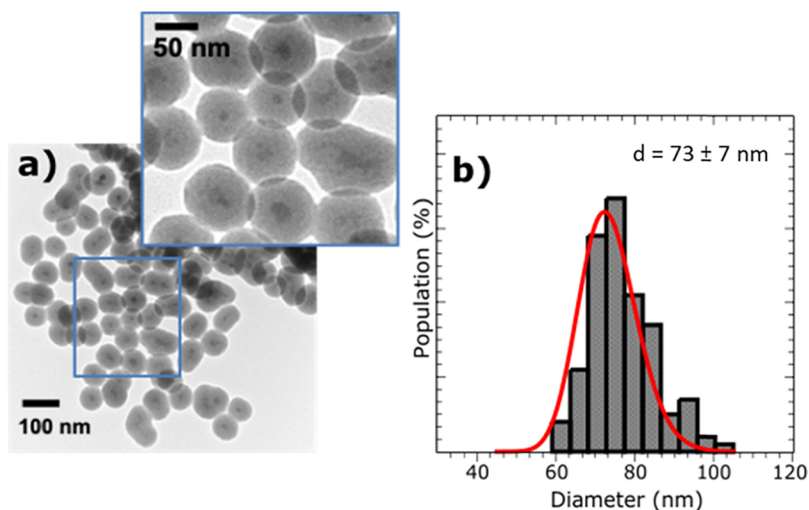 50 nm
a)
100 nm
b)
d = 73 ± 7 nm
Population (%)
40 60 80 100 120
Diameter (nm)